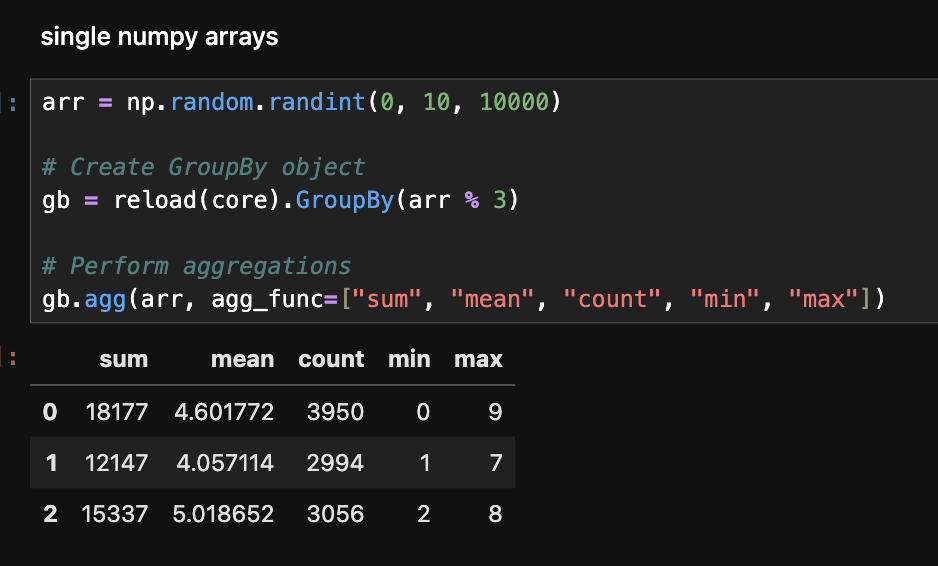 single numpy arrays
]:
arr = np.random.randint(0, 10, 10000)
# Create GroupBy object
gb = reload(core).GroupBy(arr % 3)
# Perform aggregations
gb.agg(arr, agg_func=["sum", "mean", "count", "min", "max"])
]:
sum mean count min max
0 18177 4.601772 3950 0 9
1 12147 4.057114 2994 1 7
2 15337 5.018652 3056 2 8